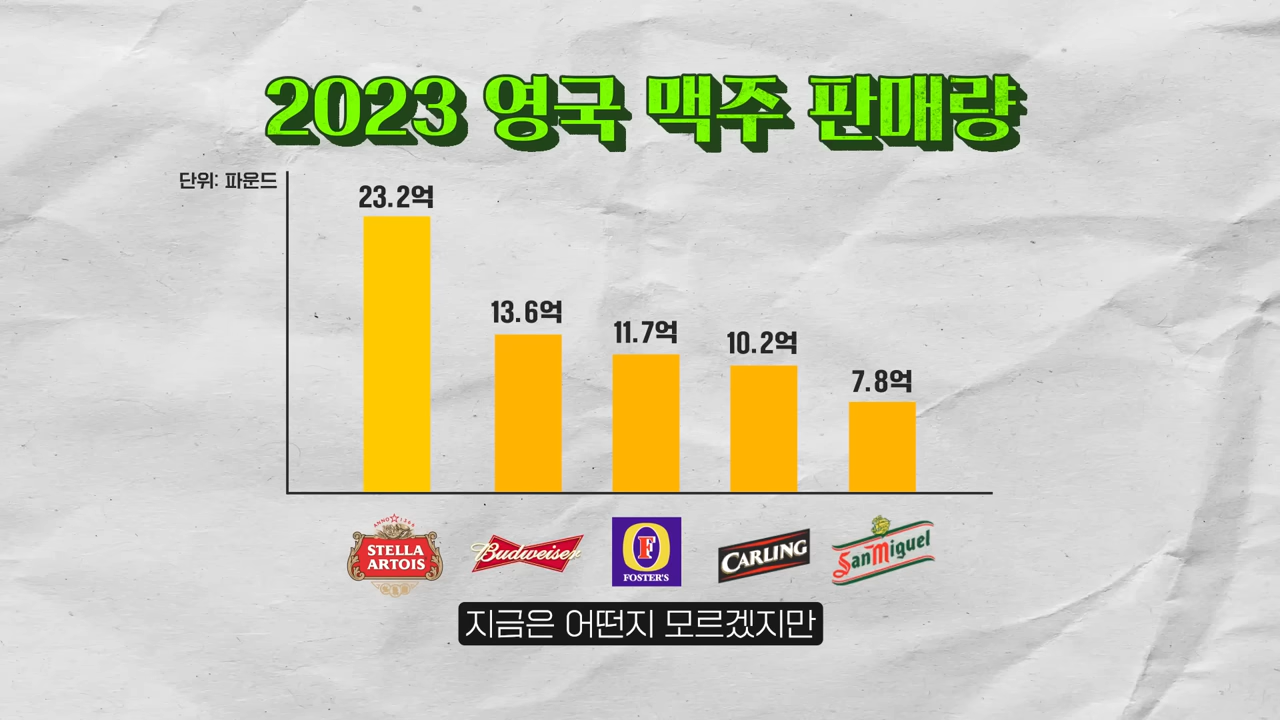 2023 영국 맥주 판매량
단위: 파운드
23.2억
13.6억
11.7억
10.2억
7.8억
ANNO 1366
STELLA
ARTOIS
Budweiser
F
FOSTER'S
CARLING
San Miguel
지금은 어떤지 모르겠지만